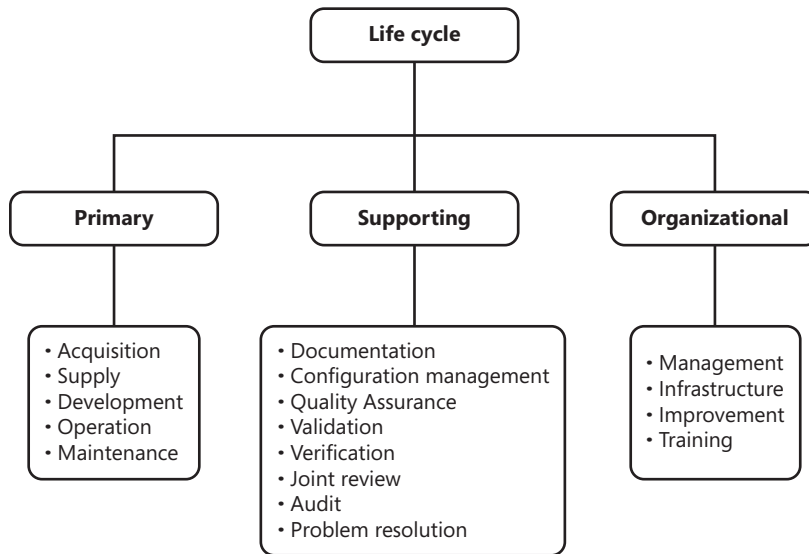 Life cycle
Primary
Supporting
Organizational
• Acquisition
• Supply
• Development
• Operation
• Maintenance
• Documentation
• Configuration management
• Quality Assurance
• Validation
• Verification
• Joint review
• Audit
• Problem resolution
• Management
• Infrastructure
• Improvement
• Training